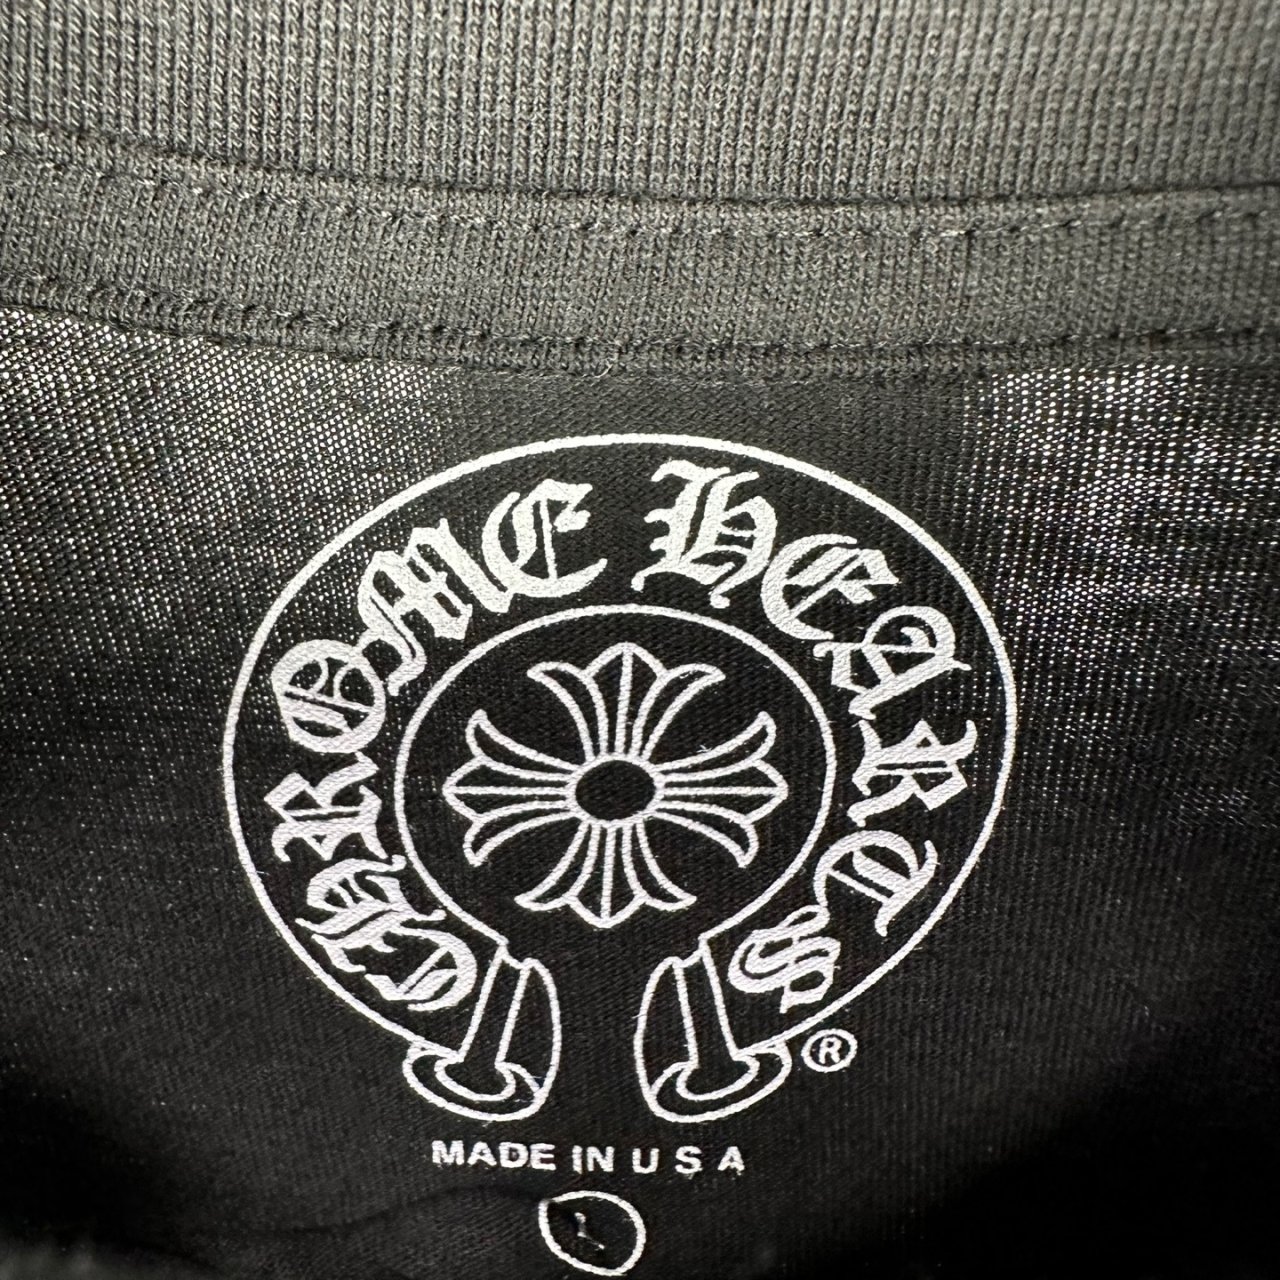 CHROME HEARTS
®
MADE IN U S A
L